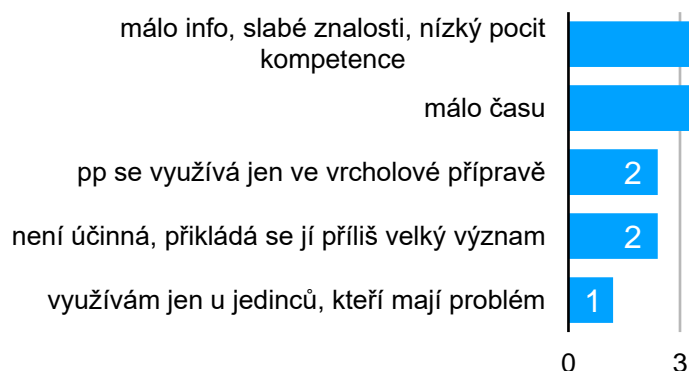 málo info, slabé znalosti, nízký pocit
kompetence
málo času
pp se využívá jen ve vrcholové přípravě
2
není účinná, přikládá se jí příliš velký význam
2
využívám jen u jedinců, kteří mají problém
1
0
3